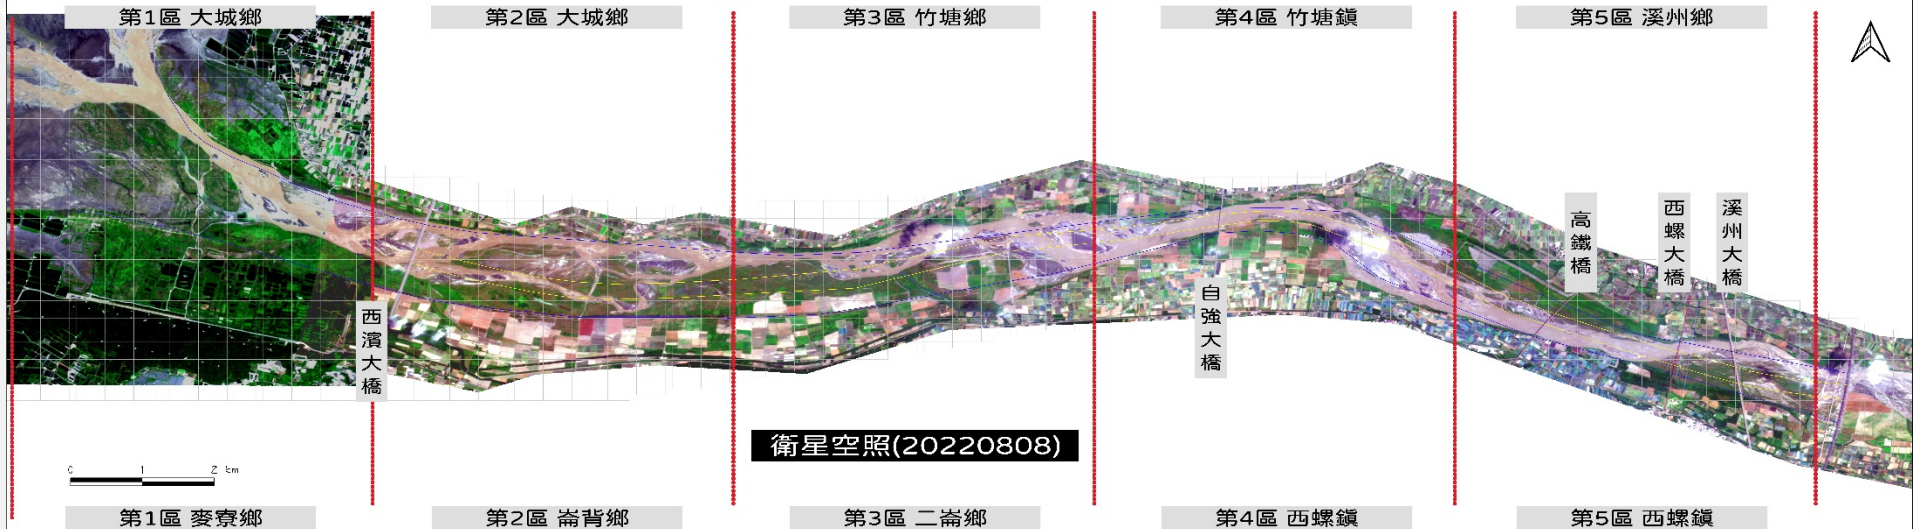 第1區 大城鄉
第2區 大城鄉
第3區 竹塘鄉
第4區 竹塘鎮
第5區 溪州鄉
高鐵橋
西螺大橋
溪州大橋
自強大橋
西濱大橋
衛星空照(20220808)
0 1 2 km
第1區 麥寮鄉
第2區 崙背鄉
第3區 二崙鄉
第4區 西螺鎮
第5區 西螺鎮